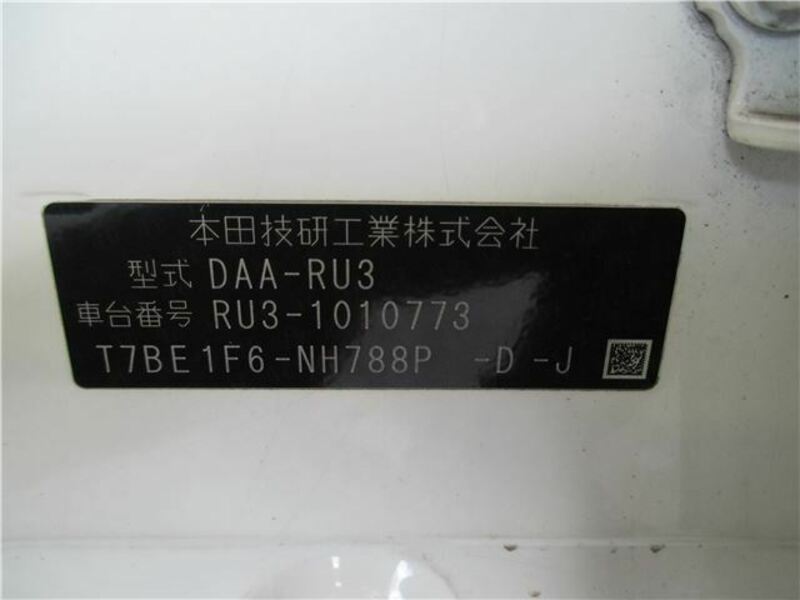 本田技研工業株式会社
型式 DAA-RU3
車台番号 RU3-1010773
T7BE1F6-NH788P -D -J